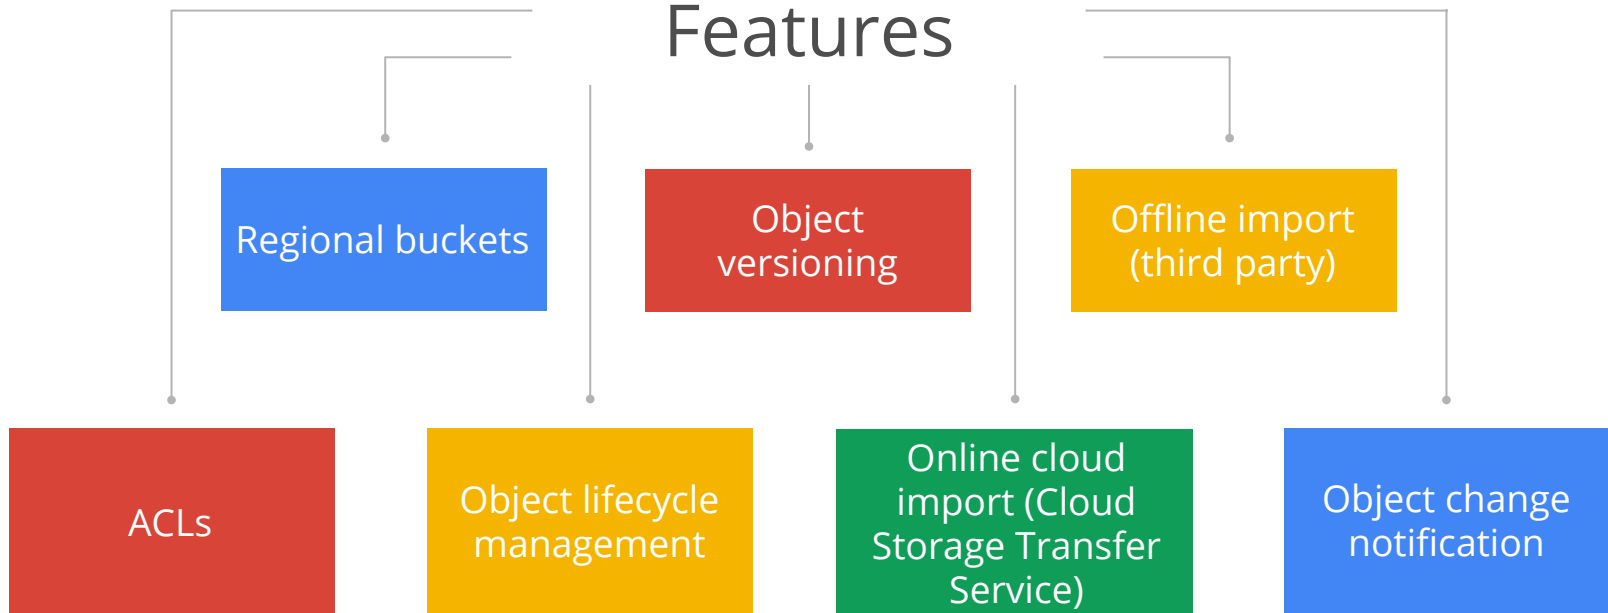 Features
Regional buckets
Object
versioning
Offline import
(third party)
ACLs
Object lifecycle
management
Online cloud
import (Cloud
Storage Transfer
Service)
Object change
notification